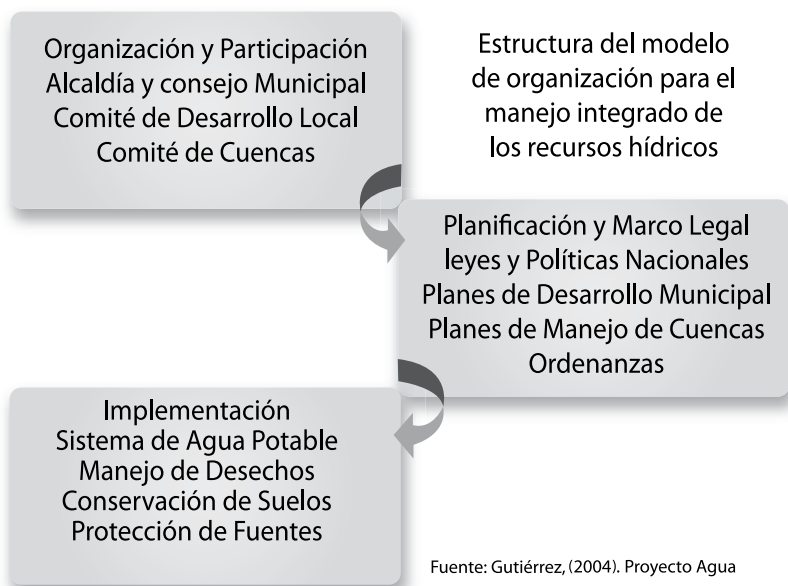 Organización y Participación
Alcaldía y consejo Municipal
Comité de Desarrollo Local
Comité de Cuencas
Estructura del modelo
de organización para el
manejo integrado de
los recursos hídricos
Planificación y Marco Legal
leyes y Políticas Nacionales
Planes de Desarrollo Municipal
Planes de Manejo de Cuencas
Ordenanzas
Implementación
Sistema de Agua Potable
Manejo de Desechos
Conservación de Suelos
Protección de Fuentes
Fuente: Gutiérrez, (2004). Proyecto Agua